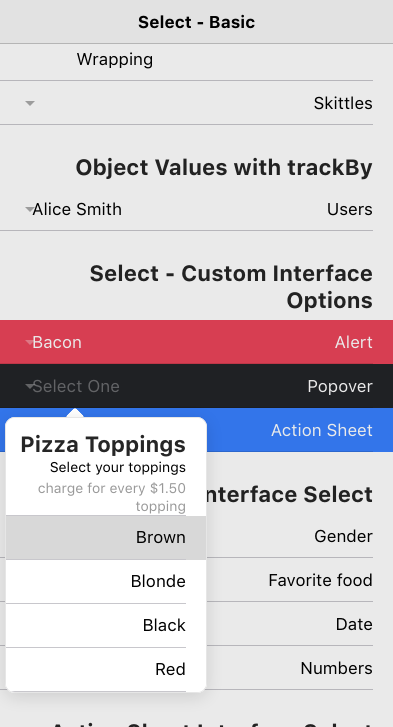 Select - Basic
Wrapping
Skittles
Object Values with trackBy
Users
Alice Smith
Select - Custom Interface
Options
Alert
Bacon
Popover
Select One
Action Sheet
Pizza Toppings
Select your toppings
charge for every $1.50
topping
Brown
Blonde
Black
Red
nterface Select
Gender
Favorite food
Date
Numbers